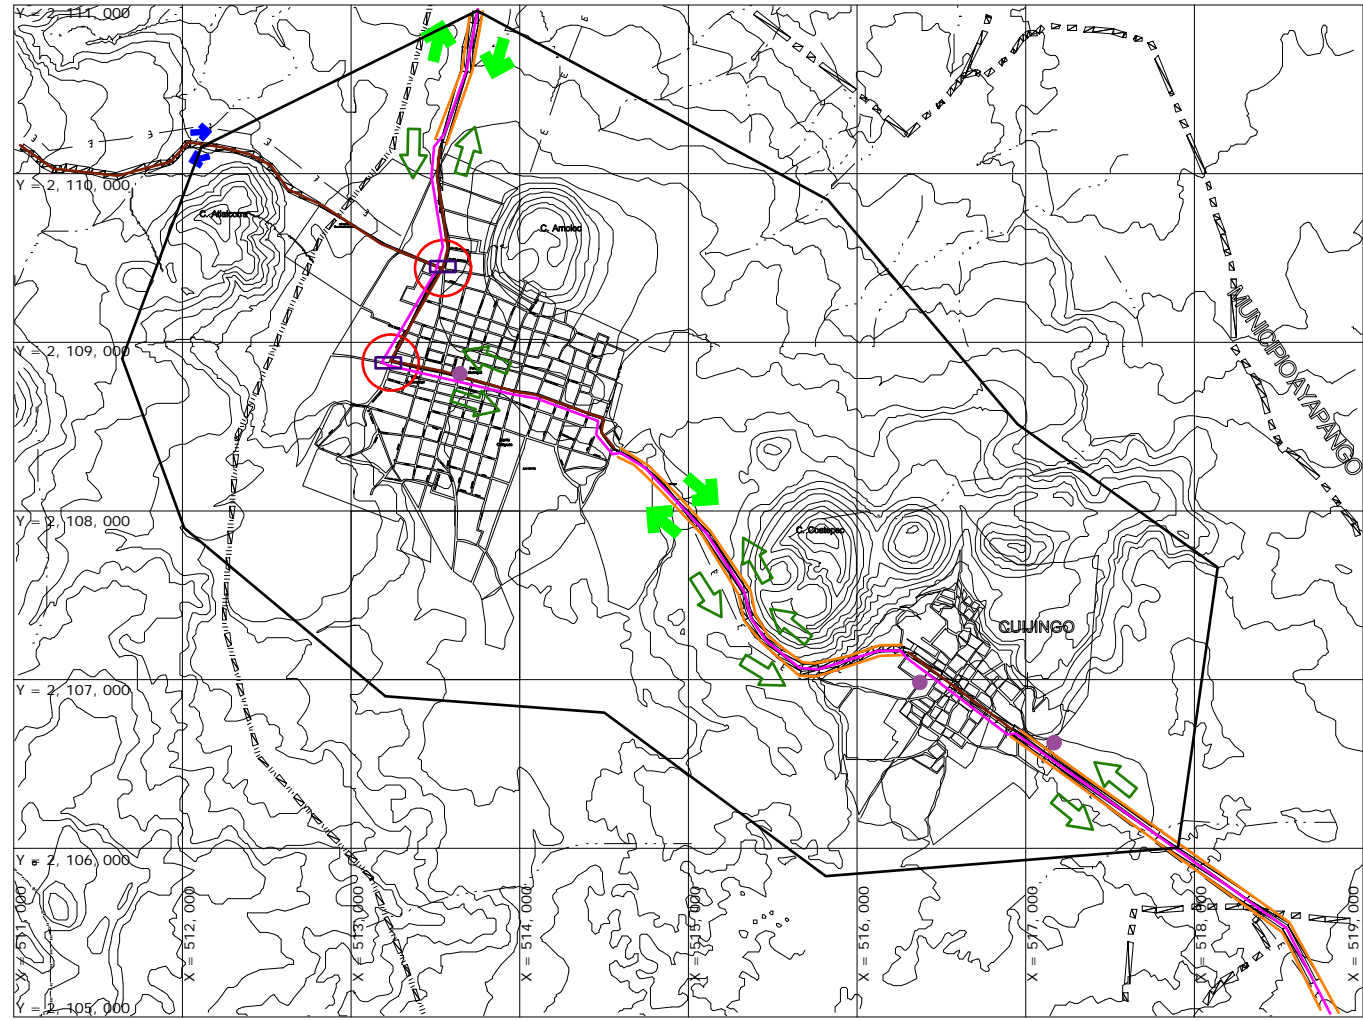 Y = 2, 111, 000
Y = 2, 110, 000
C. Amolec
Y = 2, 109, 000
MUNICIPIO AYAPANGO
Y = 2, 108, 000
C. Coatepec
CUIJINGO
Y = 2, 107, 000
Y = 2, 106, 000
X = 511, 000
X = 512, 000
X = 513, 000
X = 514, 000
X = 515, 000
X = 516, 000
X = 517, 000
X = 518, 000
X = 519, 000
Y = 2, 105, 000